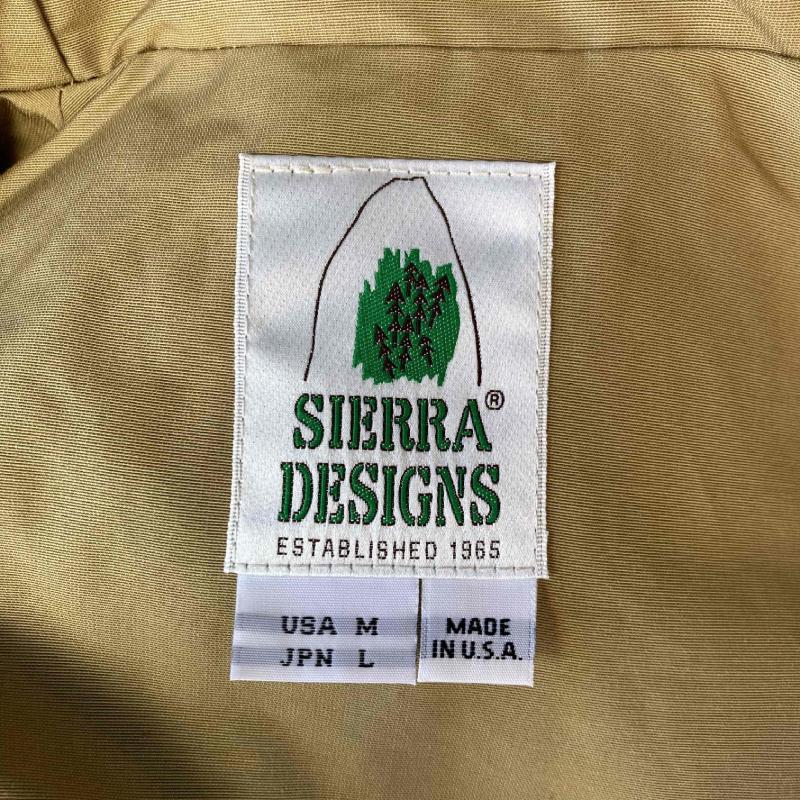 SIERRA®
DESIGNS
ESTABLISHED 1965
USA M
JPN L
MADE
IN U.S.A.